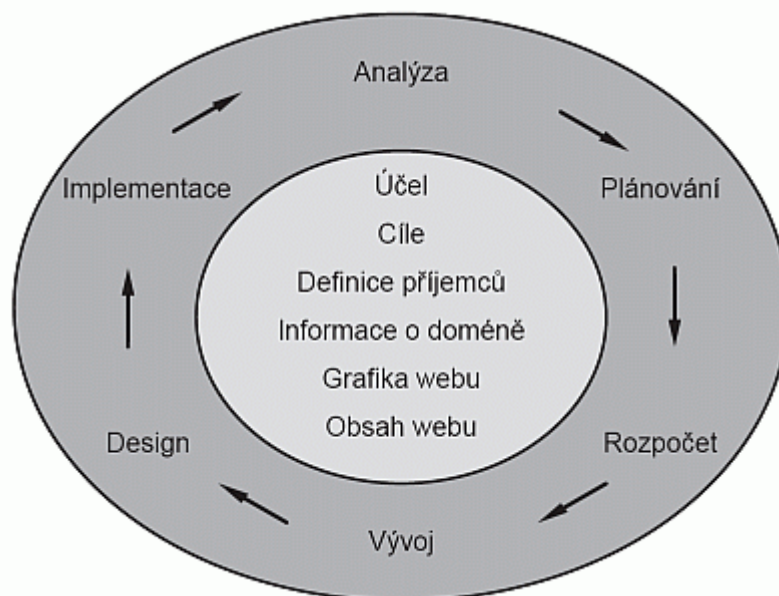 Analýza
Implementace
Plánování
Účel
Cíle
Definice příjemců
Informace o doméně
Grafika webu
Obsah webu
Design
Rozpočet
Vývoj